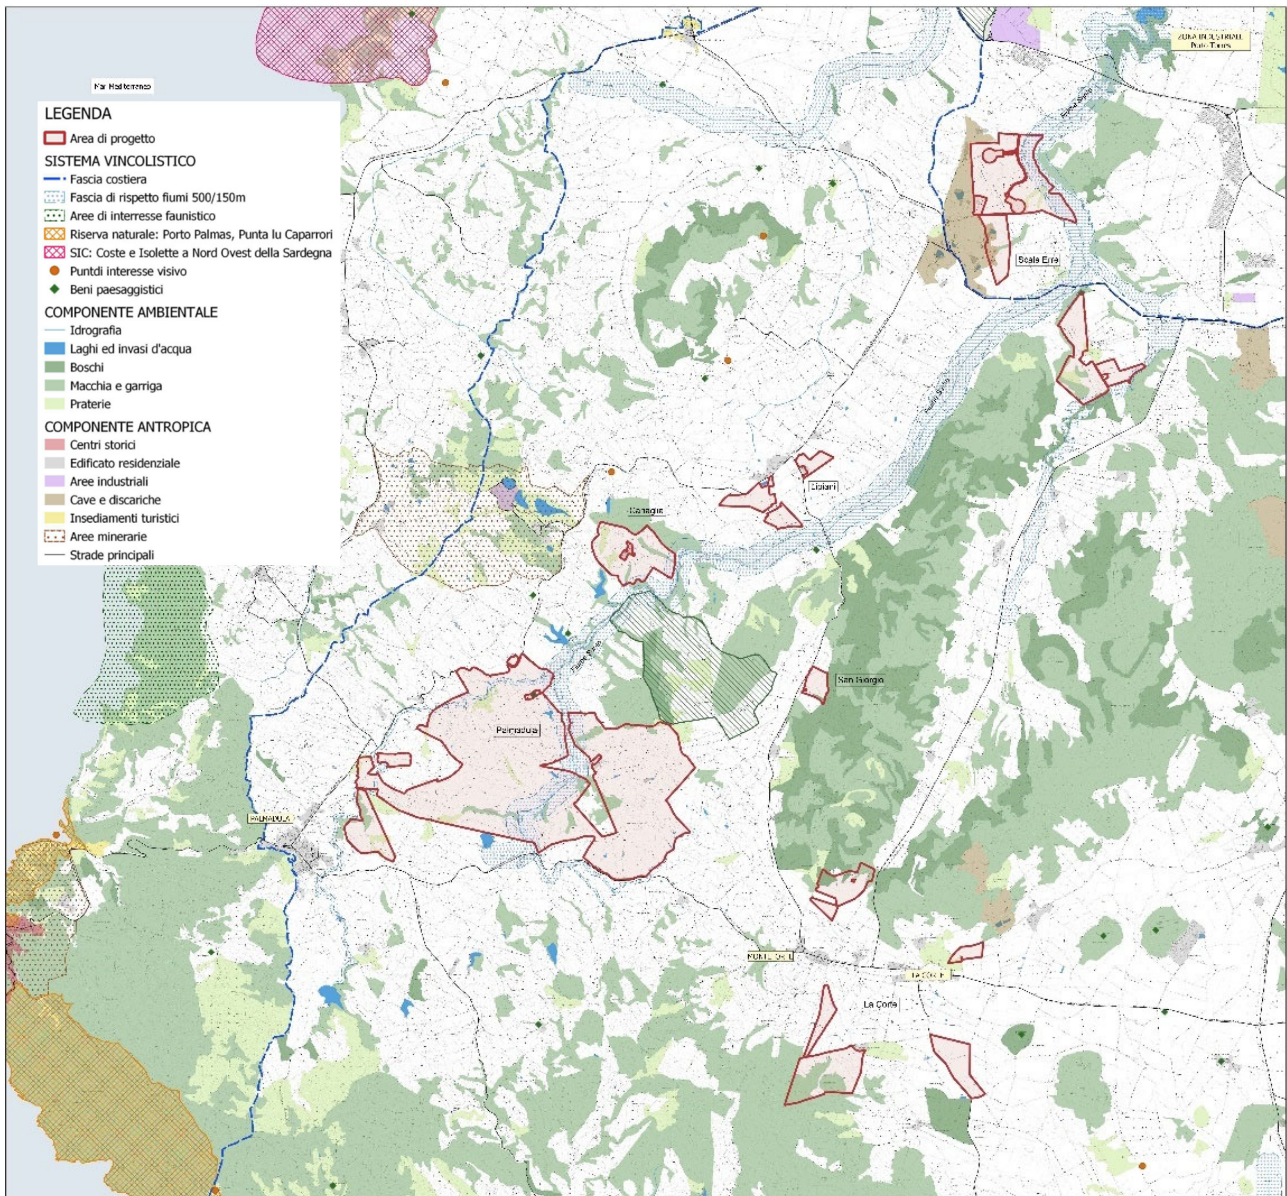 ZONA INDUSTRIALE
Porto Torres
Mar Mediterraneo
LEGENDA
Area di progetto
SISTEMA VINCOLISTICO
Fascia costiera
Fascia di rispetto fiumi 500/150m
Aree di interresse faunistico
Riserva naturale: Porto Palmas, Punta lu Caparrori
SIC: Coste e Isolette a Nord Ovest della Sardegna
Puntdi interesse visivo
Beni paesaggistici
COMPONENTE AMBIENTALE
Idrografia
Laghi ed invasi d'acqua
Boschi
Macchia e garriga
Praterie
COMPONENTE ANTROPICA
Centri storici
Edificato residenziale
Aree industriali
Cave e discariche
Insediamenti turistici
Aree minerarie
Strade principali
Scala Erre
Canaglia
San Giorgio
Palmadula
PALMADULA
MONTE FORTE
LA CORTE
La Corte